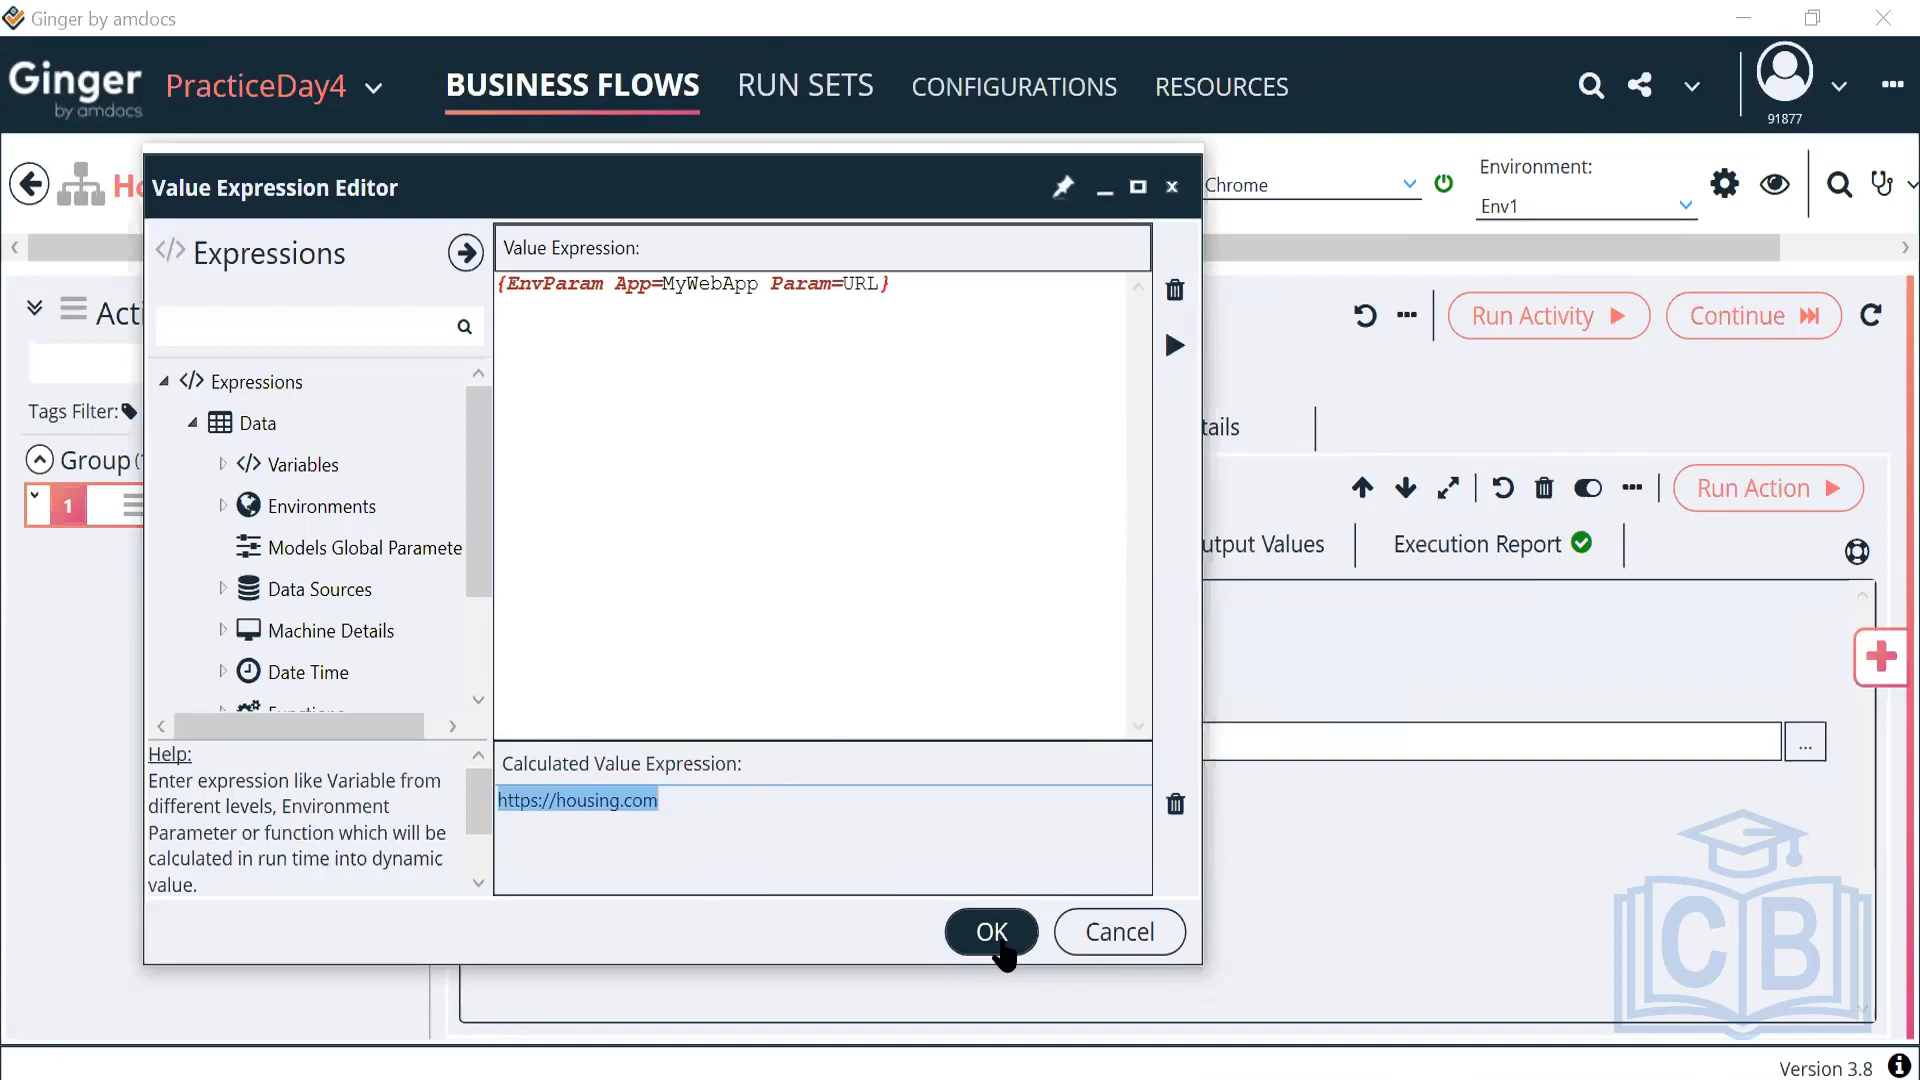 Ginger by amdocs
Ginger
by amdocs
PracticeDay4
BUSINESS FLOWS
RUN SETS
CONFIGURATIONS
RESOURCES
91877
Value Expression Editor
Chrome
Environment:
Env1
Expressions
Value Expression:
{EnvParam App=MyWebApp Param=URL}
Acti
Run Activity
Continue
Expressions
Tags Filter:
Data
tails
Group
Variables
1
Environments
Run Action
Models Global Paramete
utput Values
Execution Report
Data Sources
Machine Details
Date Time
...
Help:
Enter expression like Variable from
different levels, Environment
Parameter or function which will be
calculated in run time into dynamic
value.
Calculated Value Expression:
https://housing.com
OK
Cancel
CB
Version 3.8